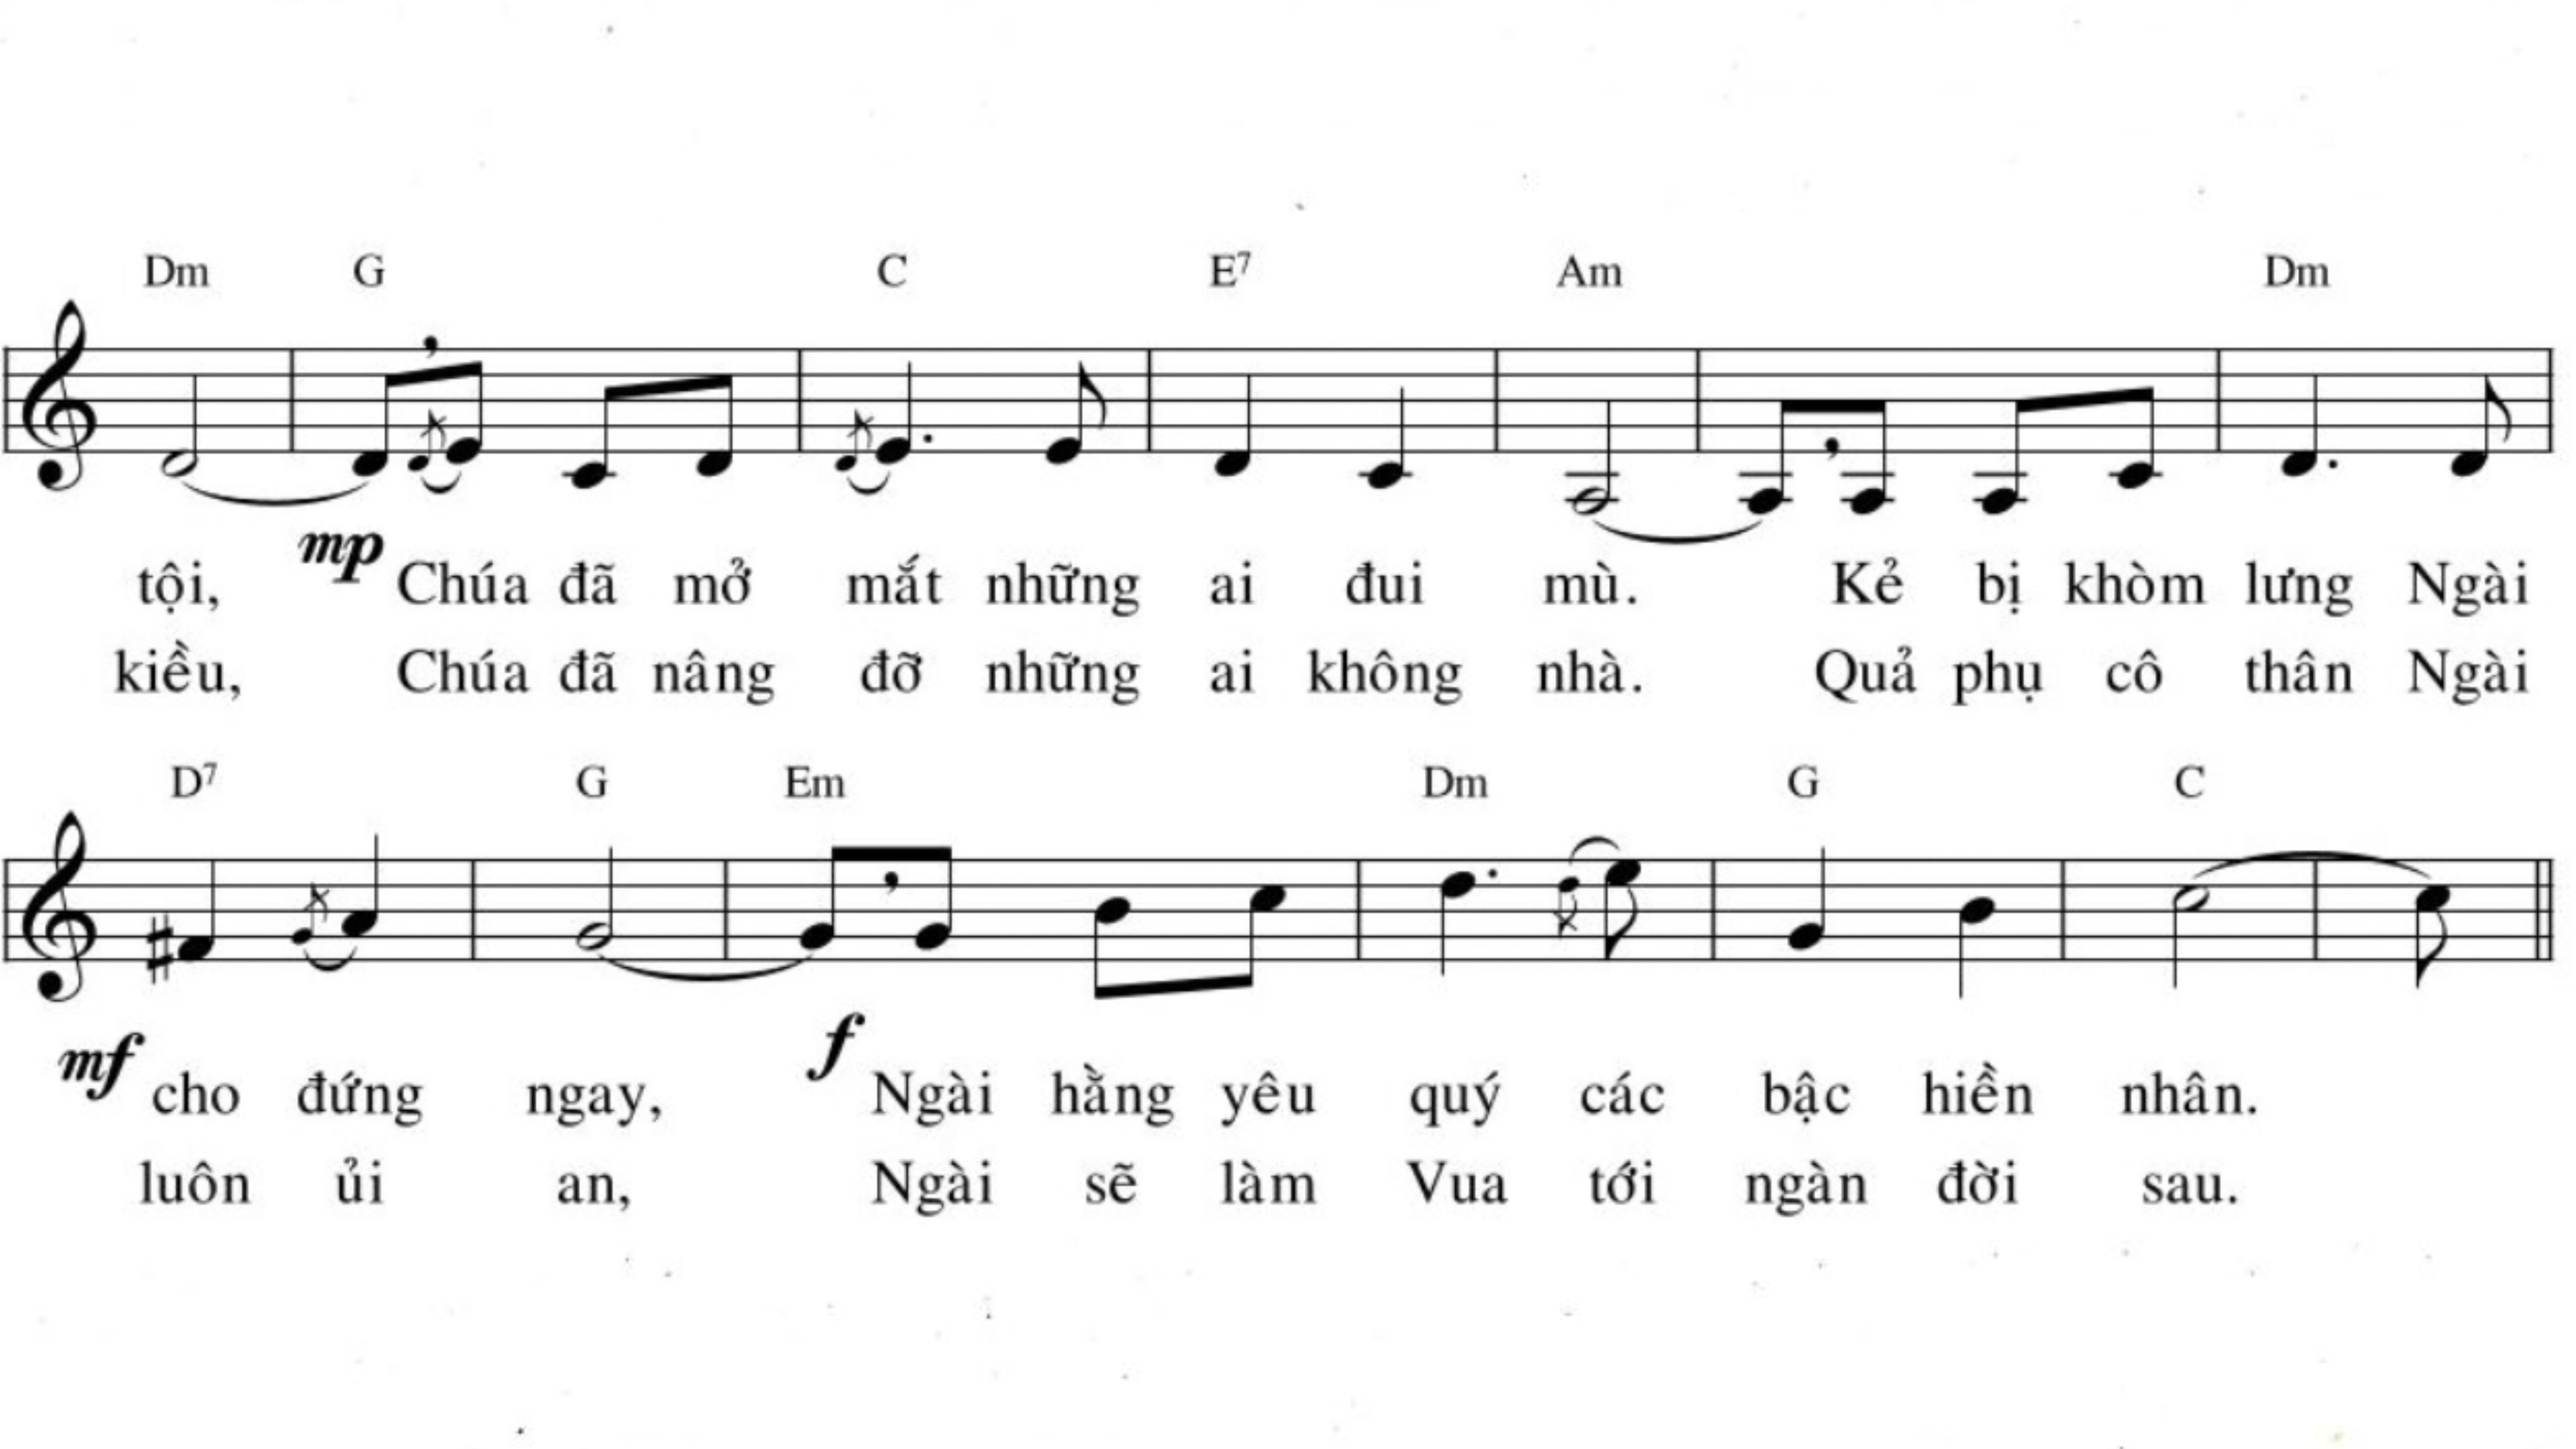 Dm G C E7 Am Dm
mp
tội, Chúa đã mở mắt những ai đui mù. Kẻ bị khòm lưng Ngài
kiều, Chúa đã nâng đỡ những ai không nhà. Quả phụ cô thân Ngài
D7 G Em Dm G C
mf f
cho đứng ngay, Ngài hằng yêu quý các bậc hiền nhân.
luôn ủi an, Ngài sẽ làm Vua tới ngàn đời sau.